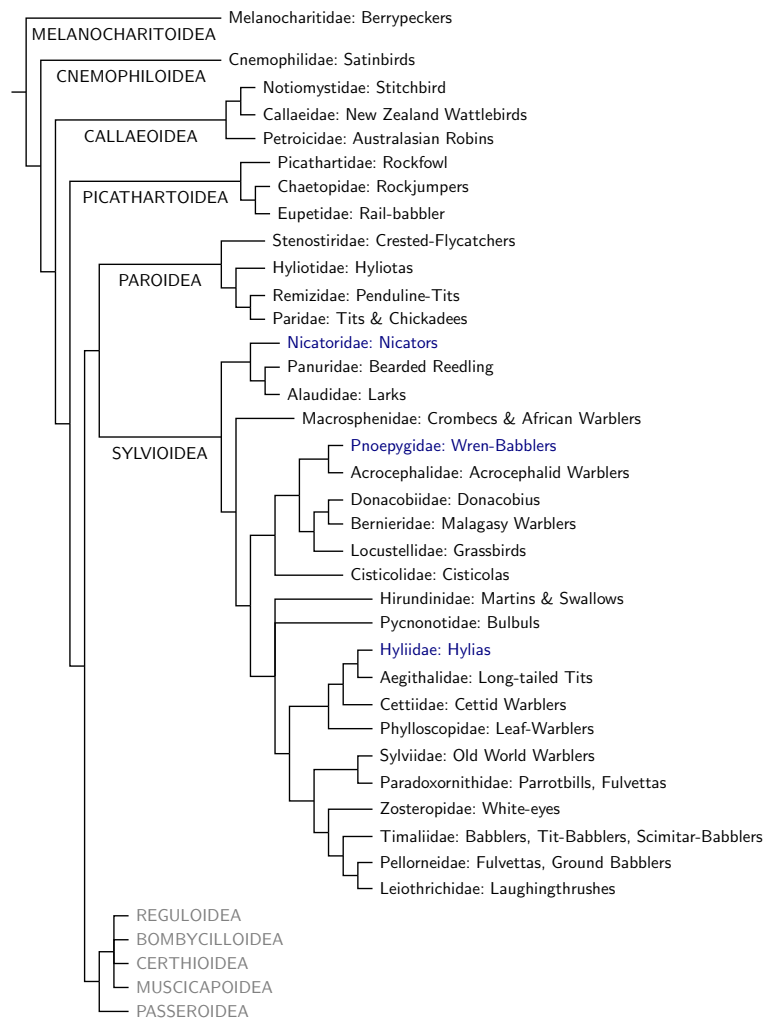 Melanocharitidae: Berrypeckers
MELANOCHARITOIDEA
Cnemophilidae: Satinbirds
CNEMOPHILOIDEA
Notiomystidae: Stitchbird
Callaeidae: New Zealand Wattlebirds
CALLAEOIDEA
Petroicidae: Australasian Robins
Picathartidae: Rockfowl
Chaetopidae: Rockjumpers
PICATHARTOIDEA
Eupetidae: Rail-babbler
Stenostiridae: Crested-Flycatchers
Hyliotidae: Hyliotas
PAROIDEA
Remizidae: Penduline-Tits
Paridae: Tits & Chickadees
Nicatoridae: Nicators
Panuridae: Bearded Reedling
Alaudidae: Larks
Macrosphenidae: Crombecs & African Warblers
SYLVIOIDEA
Pnoepygidae: Wren-Babblers
Acrocephalidae: Acrocephalid Warblers
Donacobiidae: Donacobius
Bernieridae: Malagasy Warblers
Locustellidae: Grassbirds
Cisticolidae: Cisticolas
Hirundinidae: Martins & Swallows
Pycnonotidae: Bulbuls
Hyliidae: Hylias
Aegithalidae: Long-tailed Tits
Cettiidae: Cettid Warblers
Phylloscopidae: Leaf-Warblers
Sylviidae: Old World Warblers
Paradoxornithidae: Parrotbills, Fulvettas
Zosteropidae: White-eyes
Timaliidae: Babblers, Tit-Babblers, Scimitar-Babblers
Pellorneidae: Fulvettas, Ground Babblers
Leiothrichidae: Laughingthrushes
REGULOIDEA
BOMBYCILLOIDEA
CERTHIOIDEA
MUSCICAPOIDEA
PASSEROIDEA